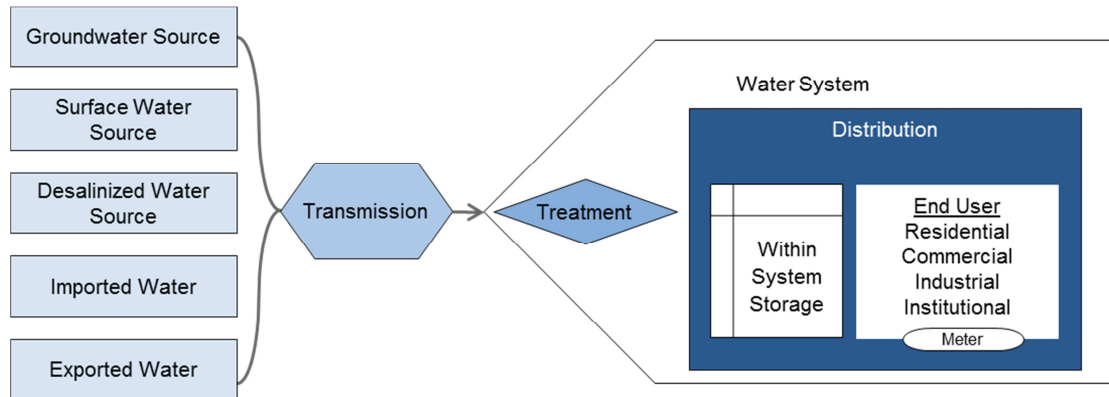 Groundwater Source
Surface Water
Source
Desalinized Water
Source
Imported Water
Exported Water
Transmission
Treatment
Water System
Distribution
Within
System
Storage
End User
Residential
Commercial
Industrial
Institutional
Meter